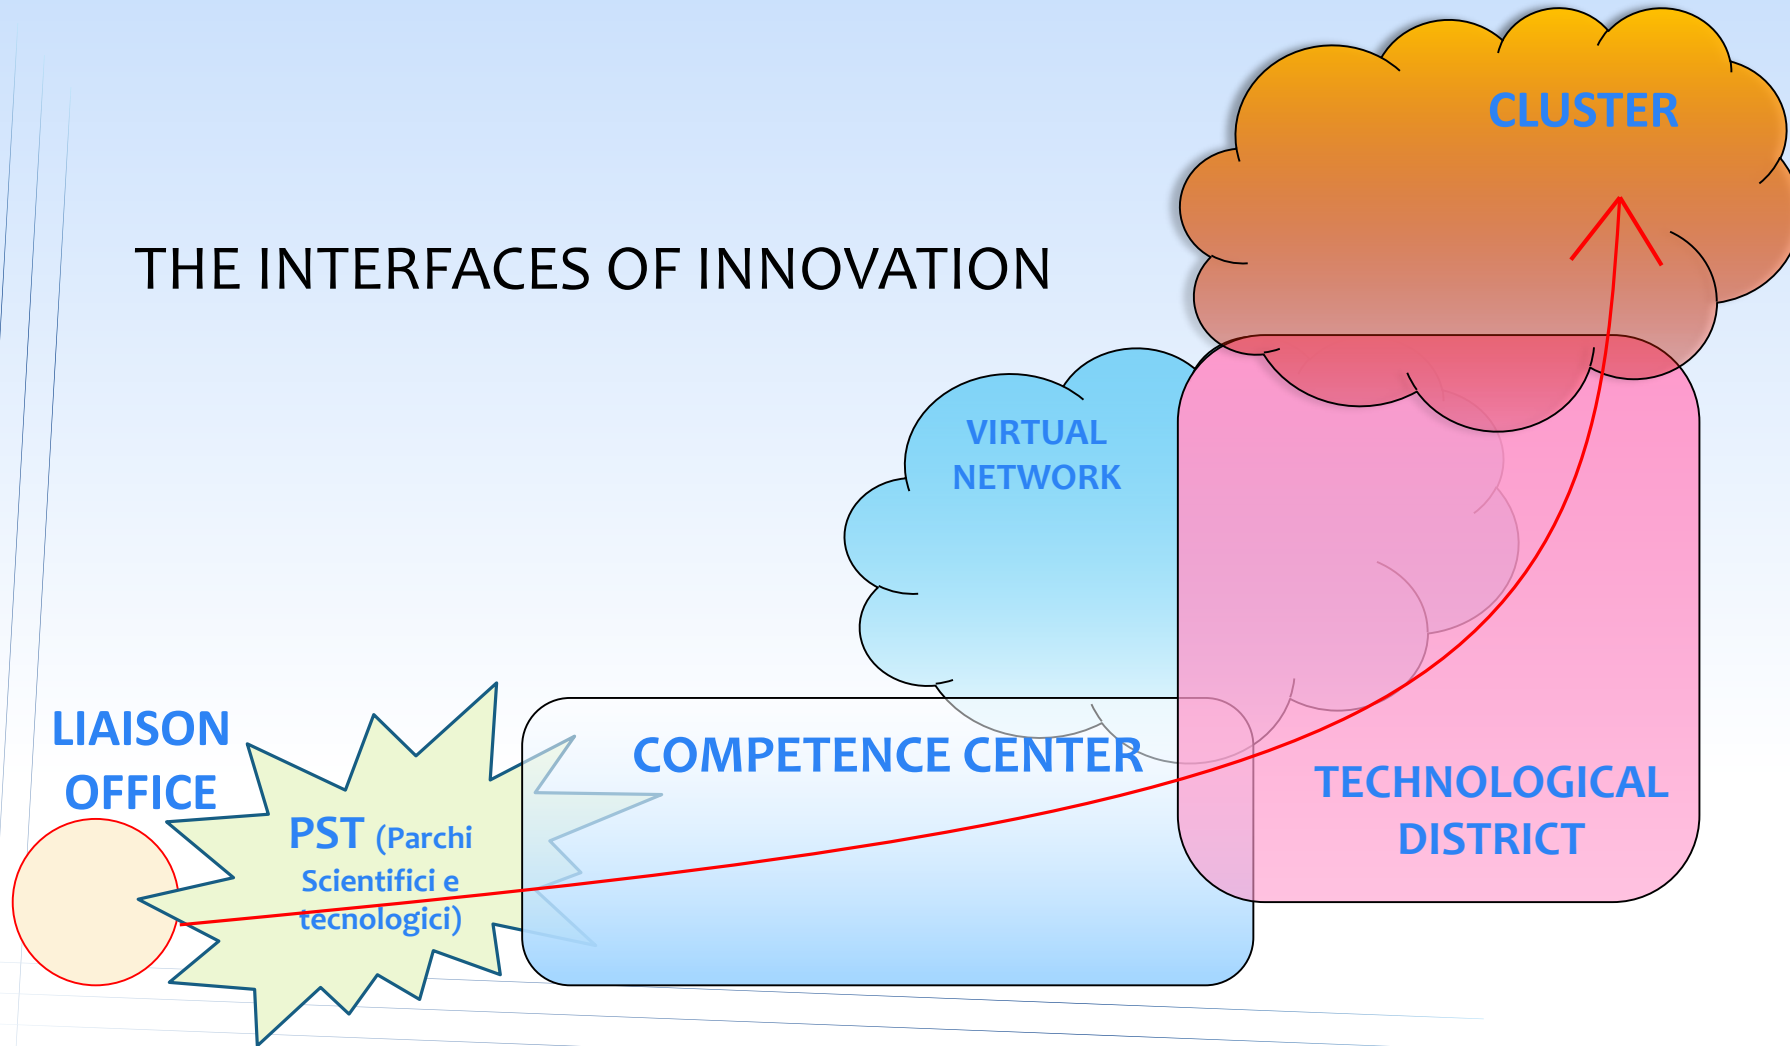 THE INTERFACES OF INNOVATION
CLUSTER
VIRTUAL
NETWORK
LIAISON
OFFICE
PST (Parchi
Scientifici e
tecnologici)
COMPETENCE CENTER
TECHNOLOGICAL
DISTRICT